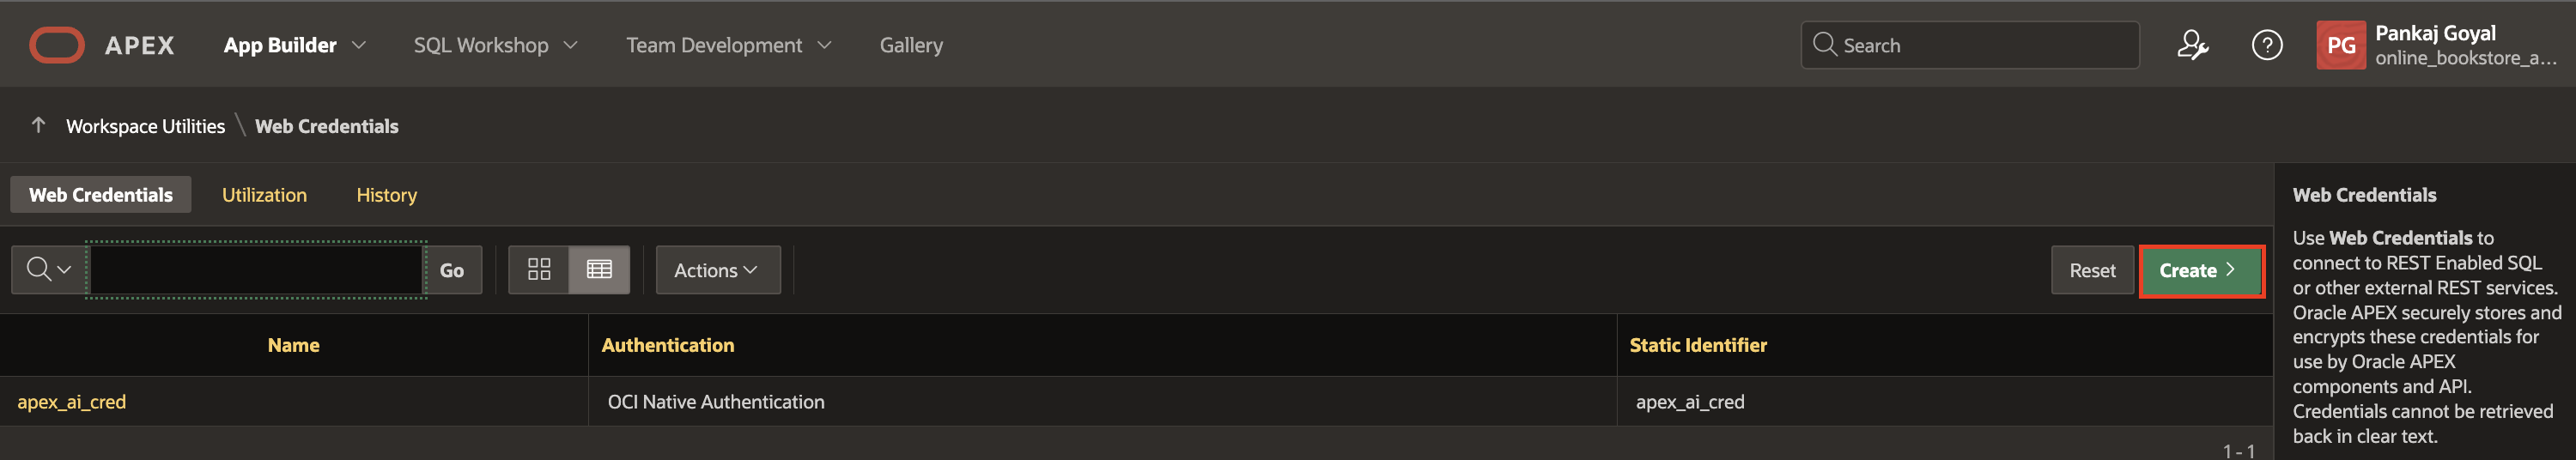 APEX
App Builder
SQL Workshop
Team Development
Gallery
Search
PG
Pankaj Goyal
online_bookstore_a...
Workspace Utilities \ Web Credentials
Web Credentials
Utilization
History
Go
Actions
Reset
Create
Name
Authentication
Static Identifier
apex_ai_cred
OCI Native Authentication
apex_ai_cred
1 - 1
Web Credentials
Use Web Credentials to
connect to REST Enabled SQL
or other external REST services.
Oracle APEX securely stores and
encrypts these credentials for
use by Oracle APEX
components and API.
Credentials cannot be retrieved
back in clear text.